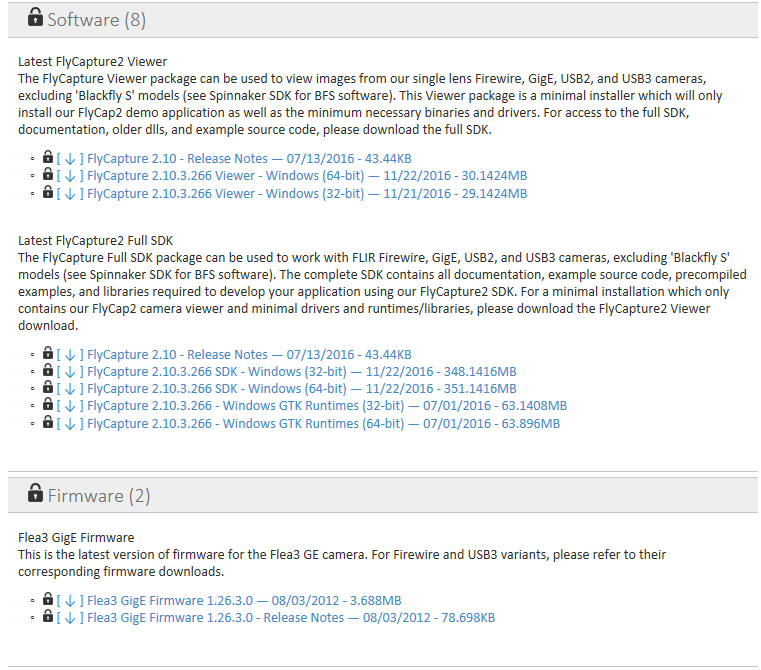 Software (8)
Latest FlyCapture2 Viewer
The FlyCapture Viewer package can be used to view images from our single lens Firewire, GigE, USB2, and USB3 cameras,
excluding 'Blackfly S' models (see Spinnaker SDK for BFS software). This Viewer package is a minimal installer which will only
install our FlyCap2 demo application as well as the minimum necessary binaries and drivers. For access to the full SDK,
documentation, older dlls, and example source code, please download the full SDK.
[ ↓ ] FlyCapture 2.10 - Release Notes — 07/13/2016 - 43.44KB
[ ↓ ] FlyCapture 2.10.3.266 Viewer - Windows (64-bit) — 11/22/2016 - 30.1424MB
[ ↓ ] FlyCapture 2.10.3.266 Viewer - Windows (32-bit) — 11/21/2016 - 29.1424MB
Latest FlyCapture2 Full SDK
The FlyCapture Full SDK package can be used to work with FLIR Firewire, GigE, USB2, and USB3 cameras, excluding 'Blackfly S'
models (see Spinnaker SDK for BFS software). The complete SDK contains all documentation, example source code, precompiled
examples, and libraries required to develop your application using our FlyCapture2 SDK. For a minimal installation which only
contains our FlyCap2 camera viewer and minimal drivers and runtimes/libraries, please download the FlyCapture2 Viewer
download.
[ ↓ ] FlyCapture 2.10 - Release Notes — 07/13/2016 - 43.44KB
[ ↓ ] FlyCapture 2.10.3.266 SDK - Windows (32-bit) — 11/22/2016 - 348.1416MB
[ ↓ ] FlyCapture 2.10.3.266 SDK - Windows (64-bit) — 11/22/2016 - 351.1416MB
[ ↓ ] FlyCapture 2.10.3.266 - Windows GTK Runtimes (32-bit) — 07/01/2016 - 63.1408MB
[ ↓ ] FlyCapture 2.10.3.266 - Windows GTK Runtimes (64-bit) — 07/01/2016 - 63.896MB
Firmware (2)
Flea3 GigE Firmware
This is the latest version of firmware for the Flea3 GE camera. For Firewire and USB3 variants, please refer to their
corresponding firmware downloads.
[ ↓ ] Flea3 GigE Firmware 1.26.3.0 — 08/03/2012 - 3.688MB
[ ↓ ] Flea3 GigE Firmware 1.26.3.0 - Release Notes — 08/03/2012 - 78.698KB